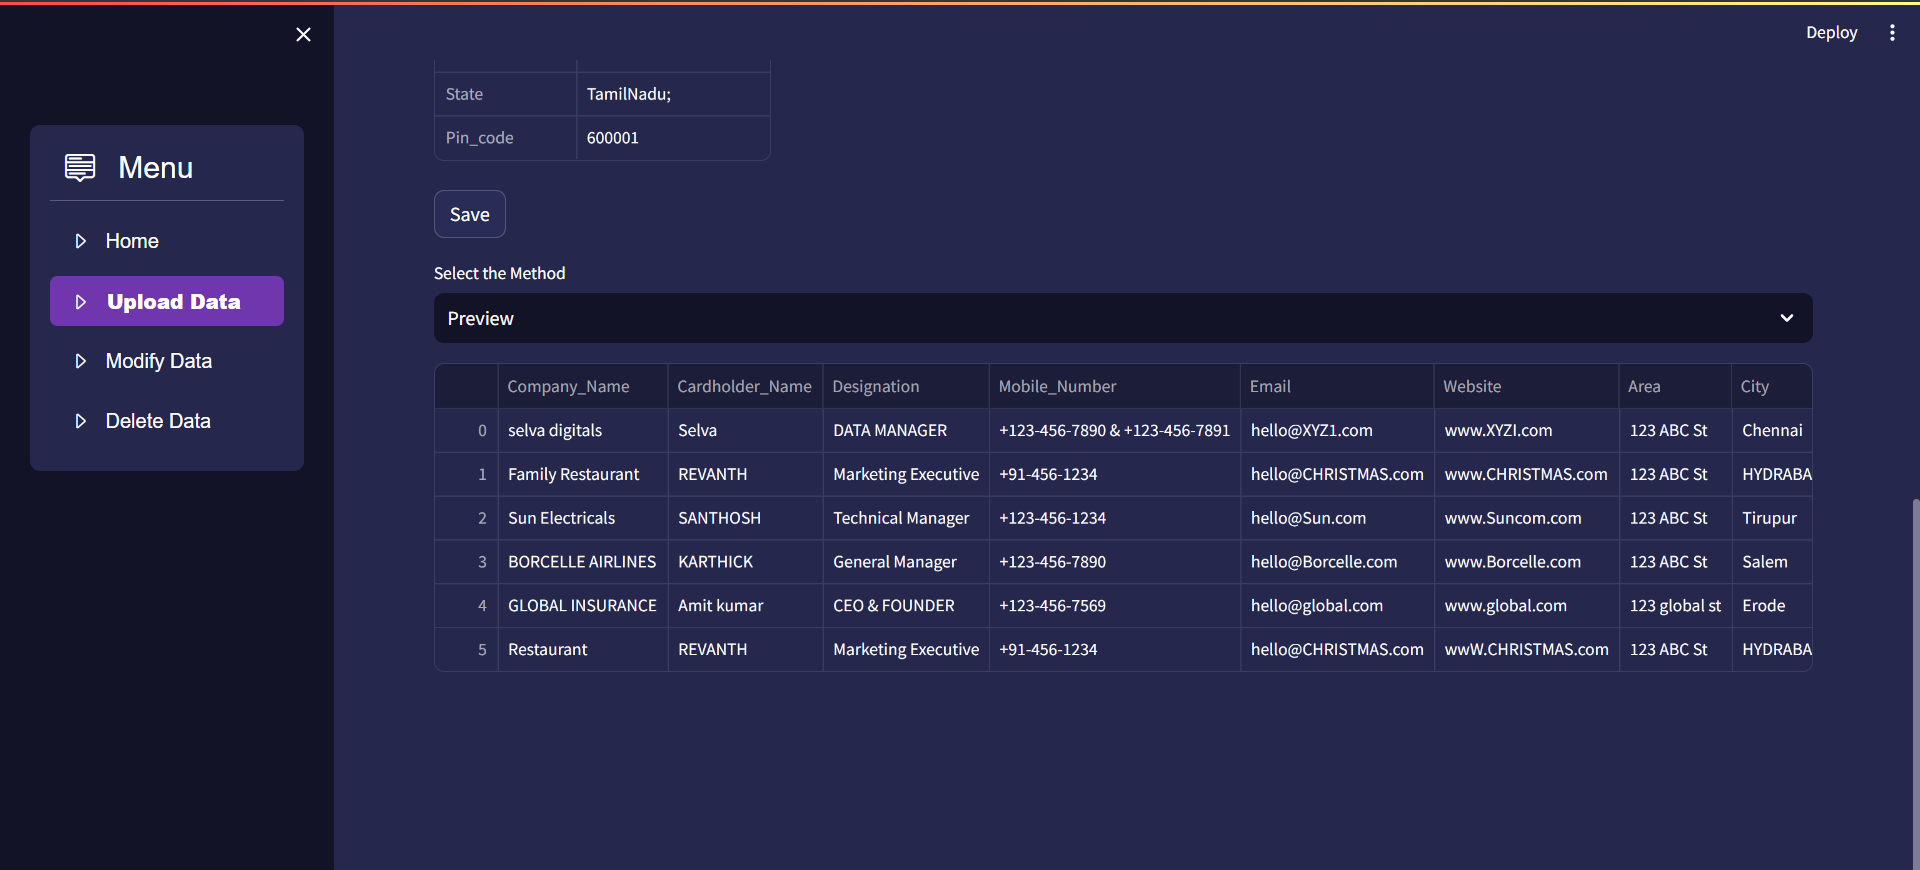 Deploy
Menu
Home
Upload Data
Modify Data
Delete Data
State TamilNadu;
Pin_code 600001
Save
Select the Method
Preview
Company_Name Cardholder_Name Designation Mobile_Number Email Website Area City
0 selva digitals Selva DATA MANAGER +123-456-7890 & +123-456-7891 hello@XYZ1.com www.XYZI.com 123 ABC St Chennai
1 Family Restaurant REVANTH Marketing Executive +91-456-1234 hello@CHRISTMAS.com www.CHRISTMAS.com 123 ABC St HYDRABA
2 Sun Electricals SANTHOSH Technical Manager +123-456-1234 hello@Sun.com www.Suncom.com 123 ABC St Tirupur
3 BORCELLE AIRLINES KARTHICK General Manager +123-456-7890 hello@Borcelle.com www.Borcelle.com 123 ABC St Salem
4 GLOBAL INSURANCE Amit kumar CEO & FOUNDER +123-456-7569 hello@global.com www.global.com 123 global st Erode
5 Restaurant REVANTH Marketing Executive +91-456-1234 hello@CHRISTMAS.com wwW.CHRISTMAS.com 123 ABC St HYDRABA